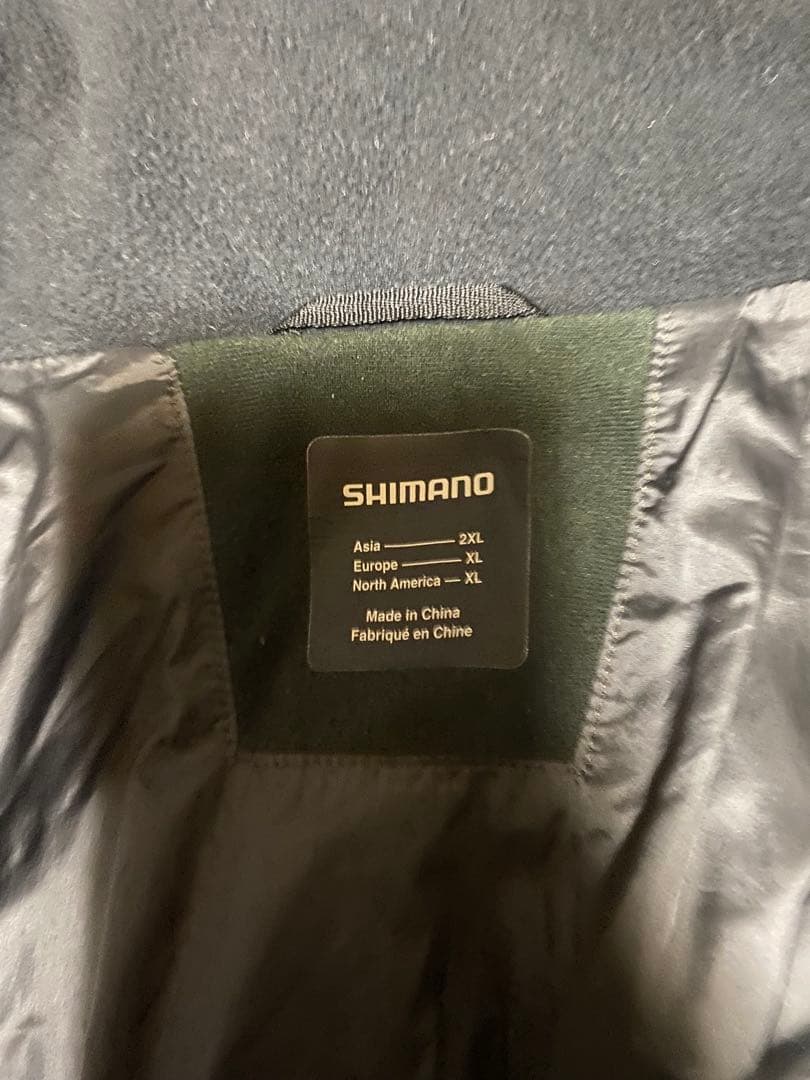 SHIMANO
Asia 2XL
Europe XL
North America XL
Made in China
Fabriqué en Chine